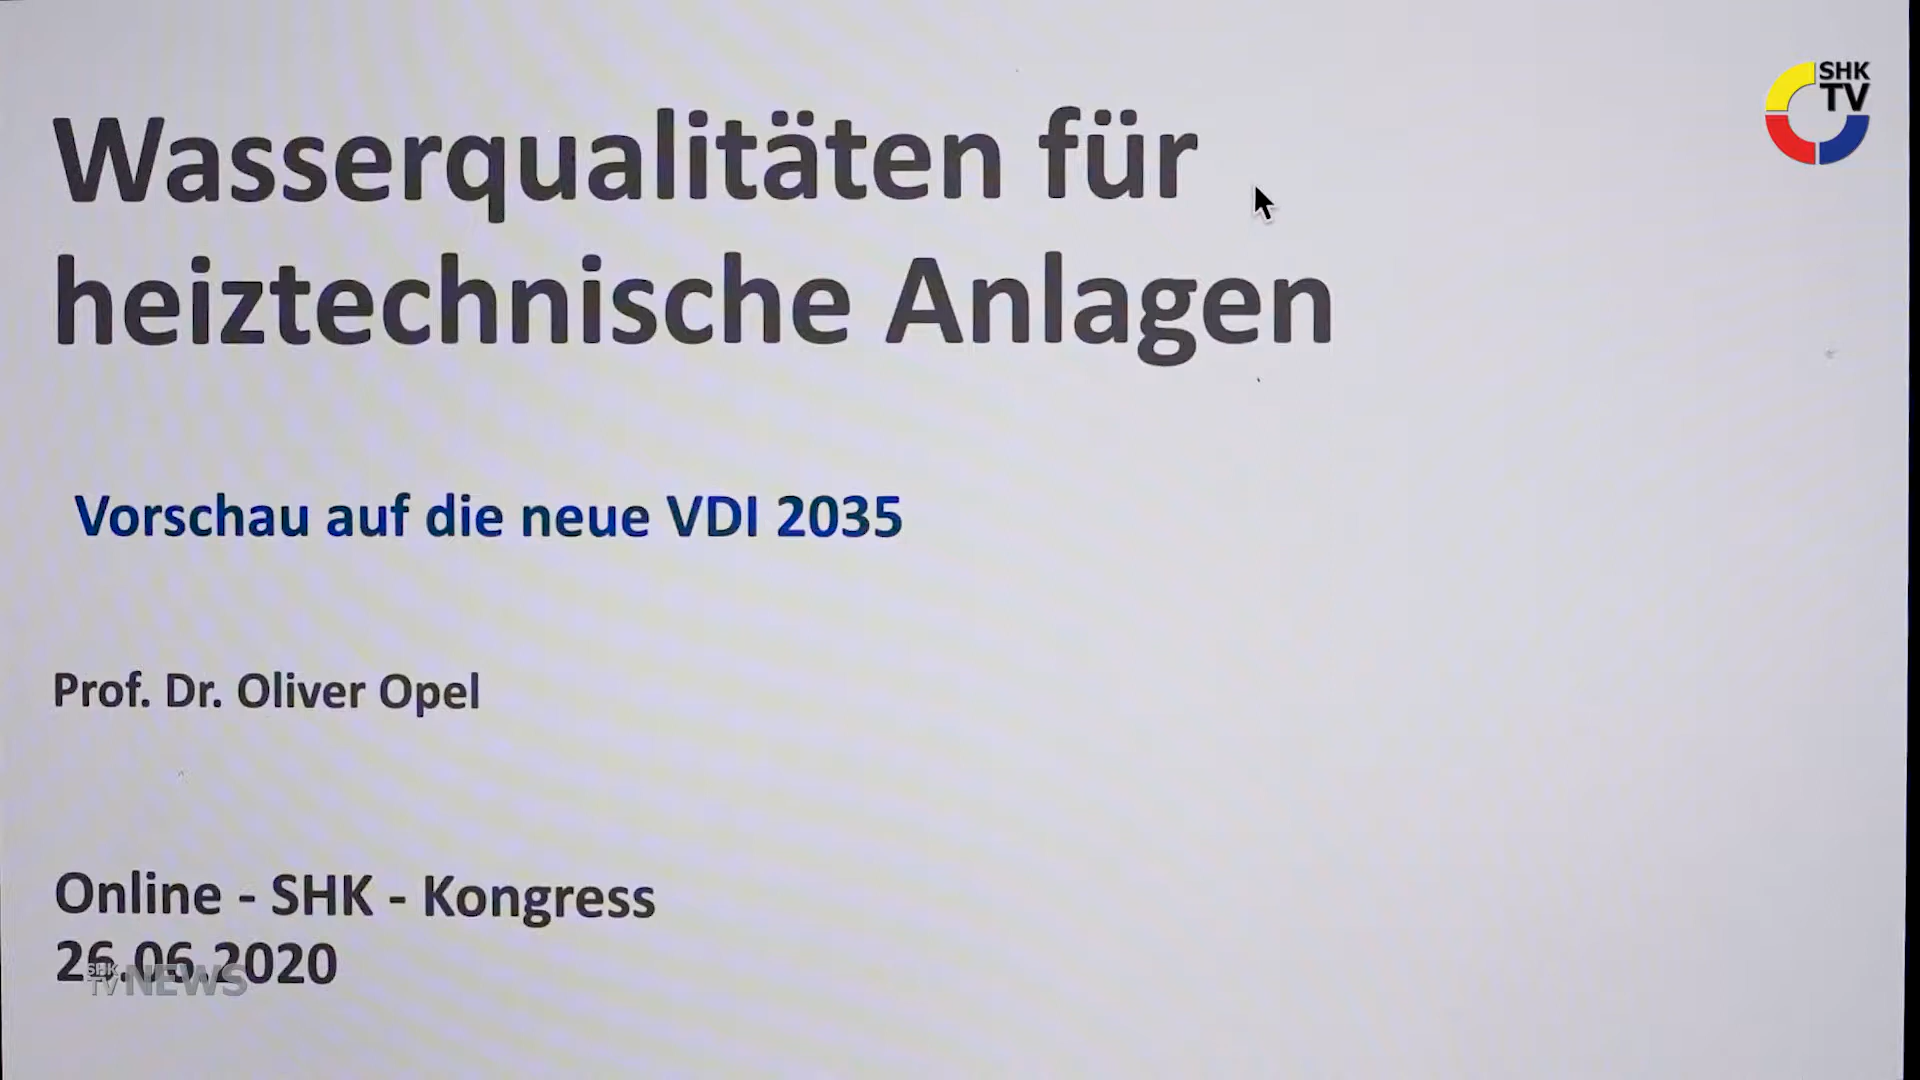 SHK
TV
Wasserqualitäten für
heiztechnische Anlagen
Vorschau auf die neue VDI 2035
Prof. Dr. Oliver Opel
Online - SHK - Kongress
26.06.2020
SHK
TV NEWS